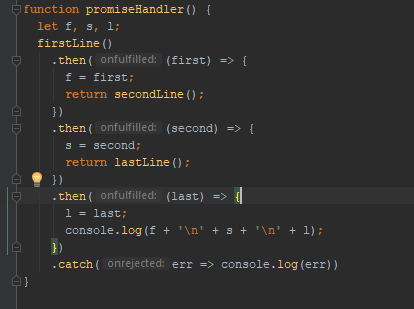 function promiseHandler() {
let f, s, l;
firstLine()
.then( onfulfilled: (first) => {
f = first;
return secondLine();
})
.then( onfulfilled: (second) => {
s = second;
return lastLine();
})
.then( onfulfilled: (last) => {
l = last;
console.log(f + '\n' + s + '\n' + l);
})
.catch( onrejected: err => console.log(err))
}